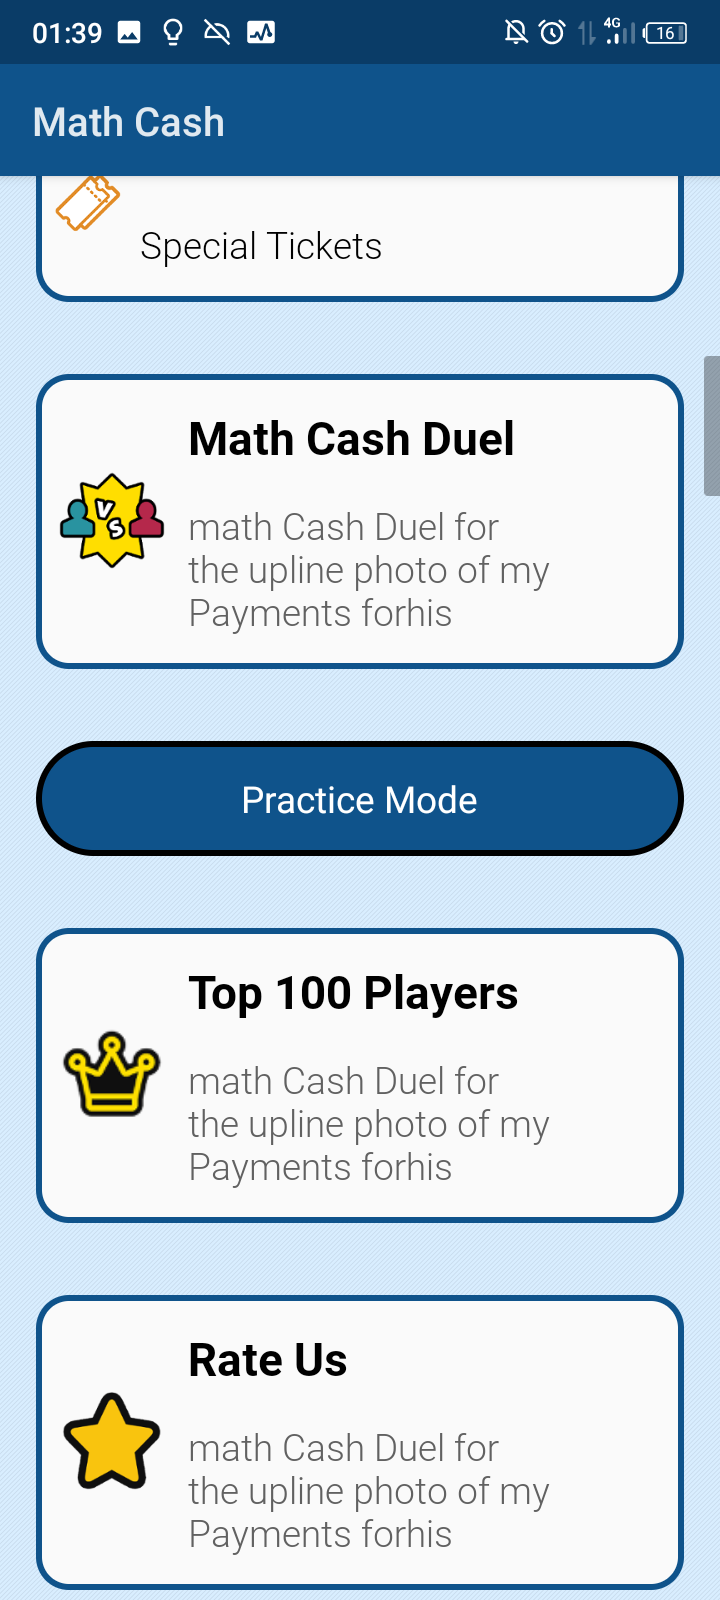 01:39
4G
16
Math Cash
Special Tickets
Math Cash Duel
VS
math Cash Duel for
the upline photo of my
Payments forhis
Practice Mode
Top 100 Players
math Cash Duel for
the upline photo of my
Payments forhis
Rate Us
math Cash Duel for
the upline photo of my
Payments forhis